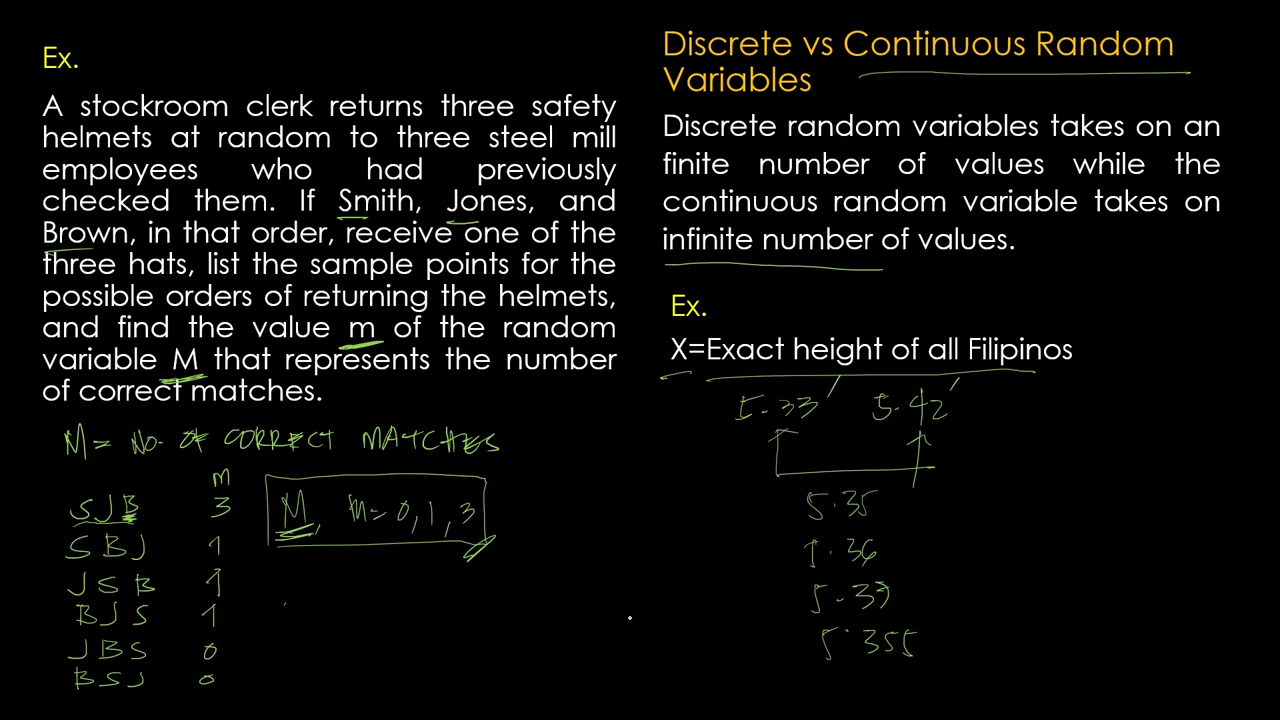 Ex.
A stockroom clerk returns three safety
helmets at random to three steel mill
employees who had previously
checked them. If Smith, Jones, and
Brown, in that order, receive one of the
three hats, list the sample points for the
possible orders of returning the helmets,
and find the value m of the random
variable M that represents the number
of correct matches.
M = NO. OF CORRECT MATCHES
m
SJB 3
SBJ 1
JSB 1
BJS 1
JBS 0
BSJ 0
M, m = 0, 1, 3
Discrete vs Continuous Random
Variables
Discrete random variables takes on an
finite number of values while the
continuous random variable takes on
infinite number of values.
Ex.
X=Exact height of all Filipinos
5.33' 5.42'
5.35
5.36
5.37
5.355